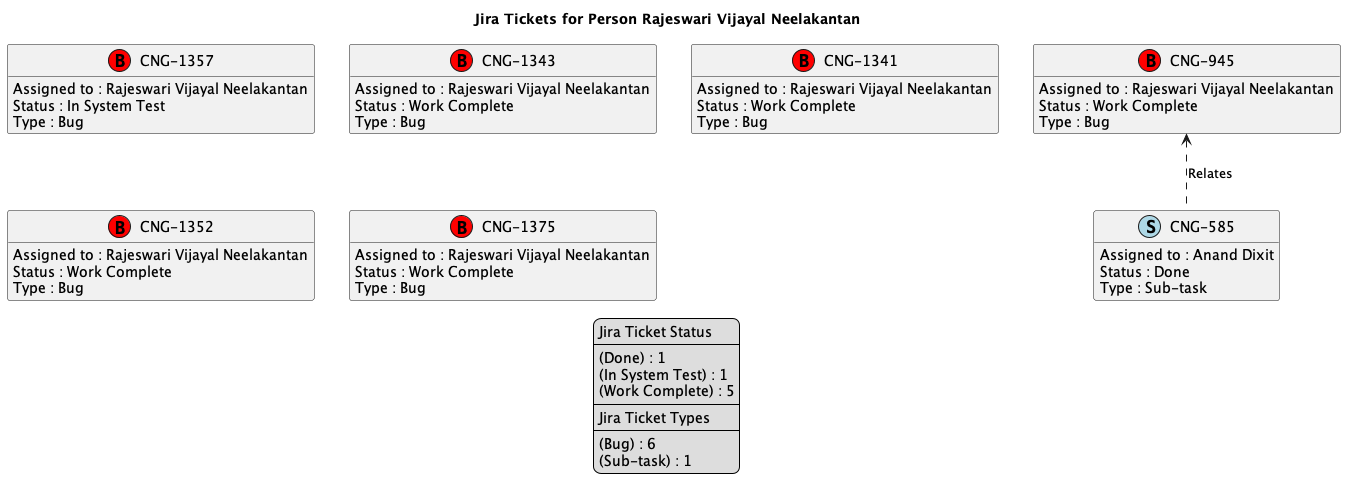 Jira Tickets for Person Rajeswari Vijayal Neelakantan
B CNG-1357
Assigned to : Rajeswari Vijayal Neelakantan
Status : In System Test
Type : Bug
B CNG-1343
Assigned to : Rajeswari Vijayal Neelakantan
Status : Work Complete
Type : Bug
B CNG-1341
Assigned to : Rajeswari Vijayal Neelakantan
Status : Work Complete
Type : Bug
B CNG-945
Assigned to : Rajeswari Vijayal Neelakantan
Status : Work Complete
Type : Bug
Relates
B CNG-1352
Assigned to : Rajeswari Vijayal Neelakantan
Status : Work Complete
Type : Bug
B CNG-1375
Assigned to : Rajeswari Vijayal Neelakantan
Status : Work Complete
Type : Bug
S CNG-585
Assigned to : Anand Dixit
Status : Done
Type : Sub-task
Jira Ticket Status
(Done) : 1
(In System Test) : 1
(Work Complete) : 5
Jira Ticket Types
(Bug) : 6
(Sub-task) : 1